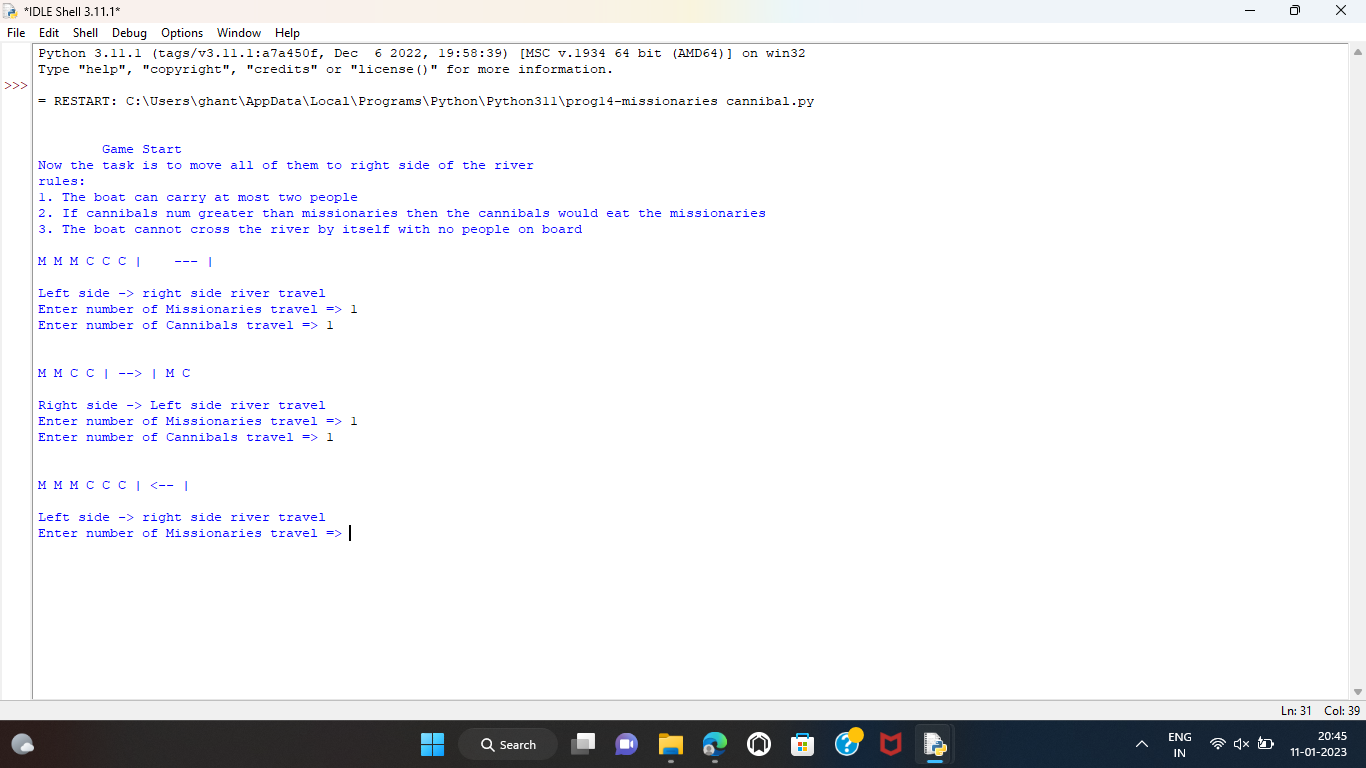 *IDLE Shell 3.11.1*
File Edit Shell Debug Options Window Help
Python 3.11.1 (tags/v3.11.1:a7a450f, Dec  6 2022, 19:58:39) [MSC v.1934 64 bit (AMD64)] on win32
Type "help", "copyright", "credits" or "license()" for more information.
>>>
= RESTART: C:\Users\ghant\AppData\Local\Programs\Python\Python311\prog14-missionaries cannibal.py
Game Start
Now the task is to move all of them to right side of the river
rules:
1. The boat can carry at most two people
2. If cannibals num greater than missionaries then the cannibals would eat the missionaries
3. The boat cannot cross the river by itself with no people on board
M M M C C C |    --- |
Left side -> right side river travel
Enter number of Missionaries travel => 1
Enter number of Cannibals travel => 1
M M C C | --> | M C
Right side -> Left side river travel
Enter number of Missionaries travel => 1
Enter number of Cannibals travel => 1
M M M C C C | <-- |
Left side -> right side river travel
Enter number of Missionaries travel =>
Ln: 31 Col: 39
Search
ENG
IN
20:45
11-01-2023